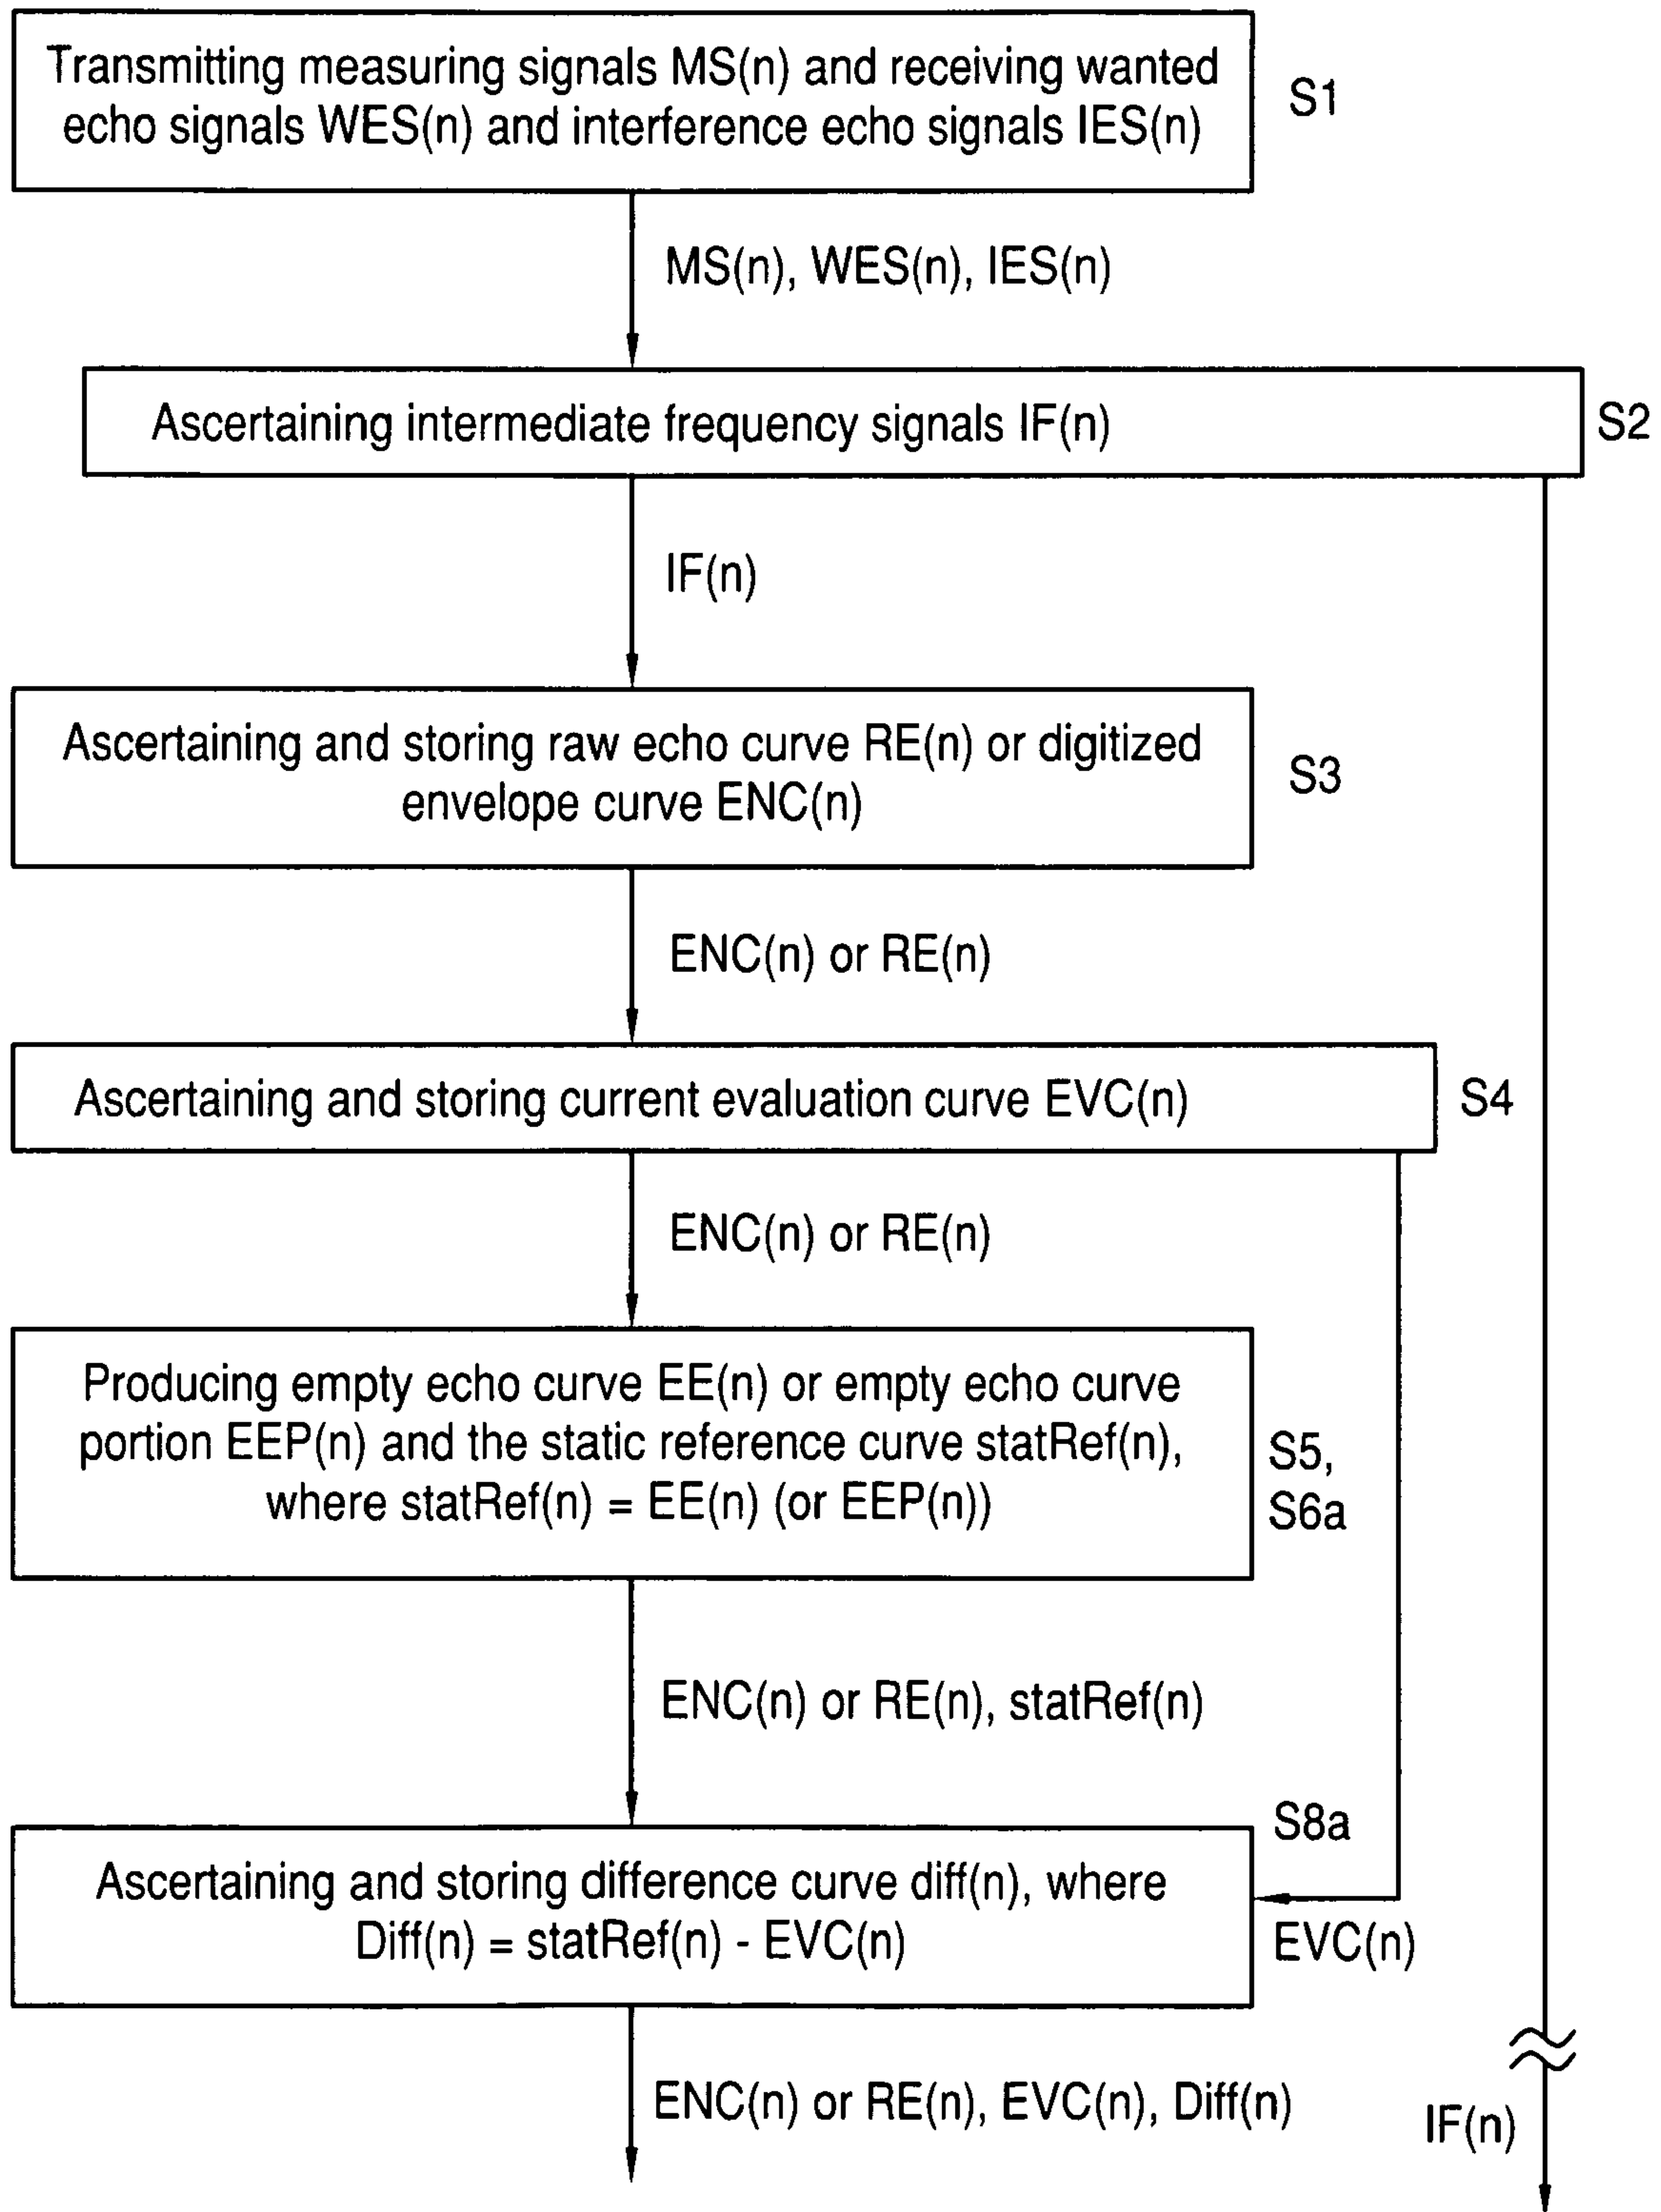 Transmitting measuring signals MS(n) and receiving wanted
echo signals WES(n) and interference echo signals IES(n)
S1
MS(n), WES(n), IES(n)
Ascertaining intermediate frequency signals IF(n)
S2
IF(n)
Ascertaining and storing raw echo curve RE(n) or digitized
envelope curve ENC(n)
S3
ENC(n) or RE(n)
Ascertaining and storing current evaluation curve EVC(n)
S4
ENC(n) or RE(n)
Producing empty echo curve EE(n) or empty echo curve
portion EEP(n) and the static reference curve statRef(n),
where statRef(n) = EE(n) (or EEP(n))
S5,
S6a
ENC(n) or RE(n), statRef(n)
S8a
Ascertaining and storing difference curve diff(n), where
Diff(n) = statRef(n) - EVC(n)
EVC(n)
ENC(n) or RE(n), EVC(n), Diff(n)
IF(n)